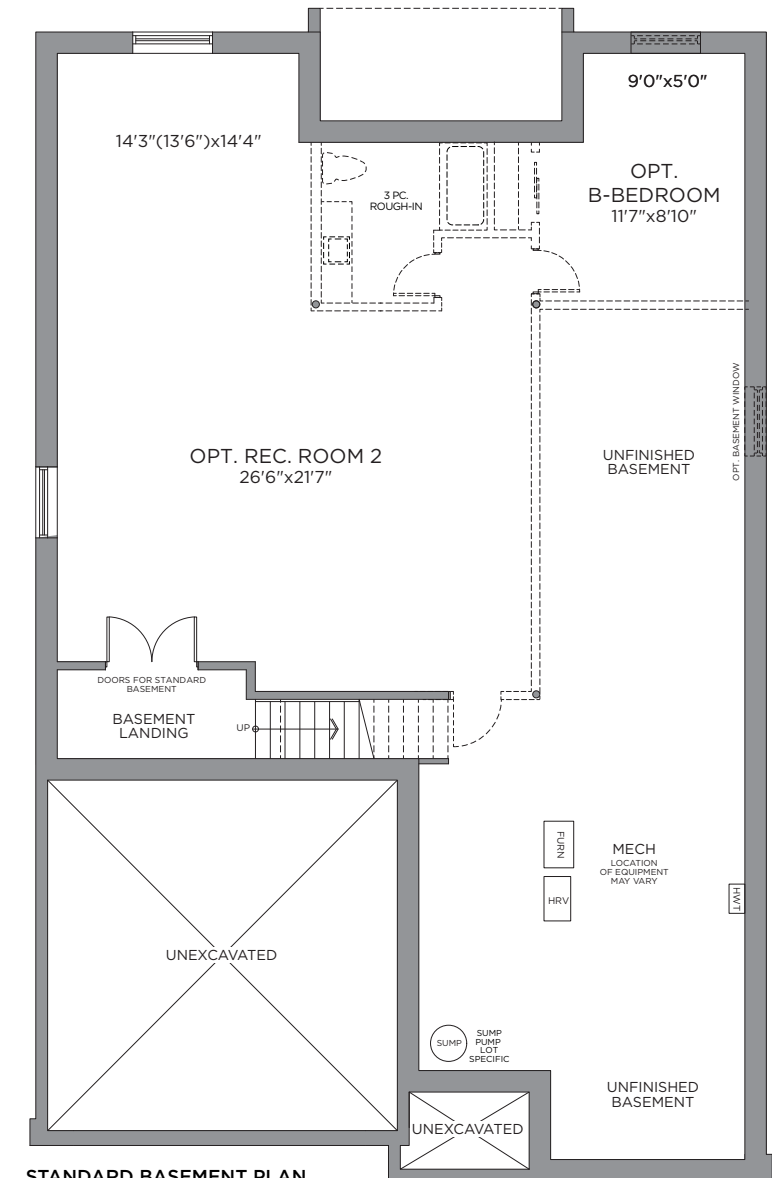 9'0"x5'0"
14'3"(13'6")x14'4"
3 PC.
ROUGH-IN
OPT.
B-BEDROOM
11'7"x8'10"
OPT. BASEMENT WINDOW
OPT. REC. ROOM 2
26'6"x21'7"
UNFINISHED
BASEMENT
DOORS FOR STANDARD
BASEMENT
BASEMENT
LANDING
UP
FURN
HRV
MECH
LOCATION
OF EQUIPMENT
MAY VARY
HWT
UNEXCAVATED
SUMP
SUMP
PUMP
LOT
SPECIFIC
UNFINISHED
BASEMENT
UNEXCAVATED
STANDARD BASEMENT PLAN